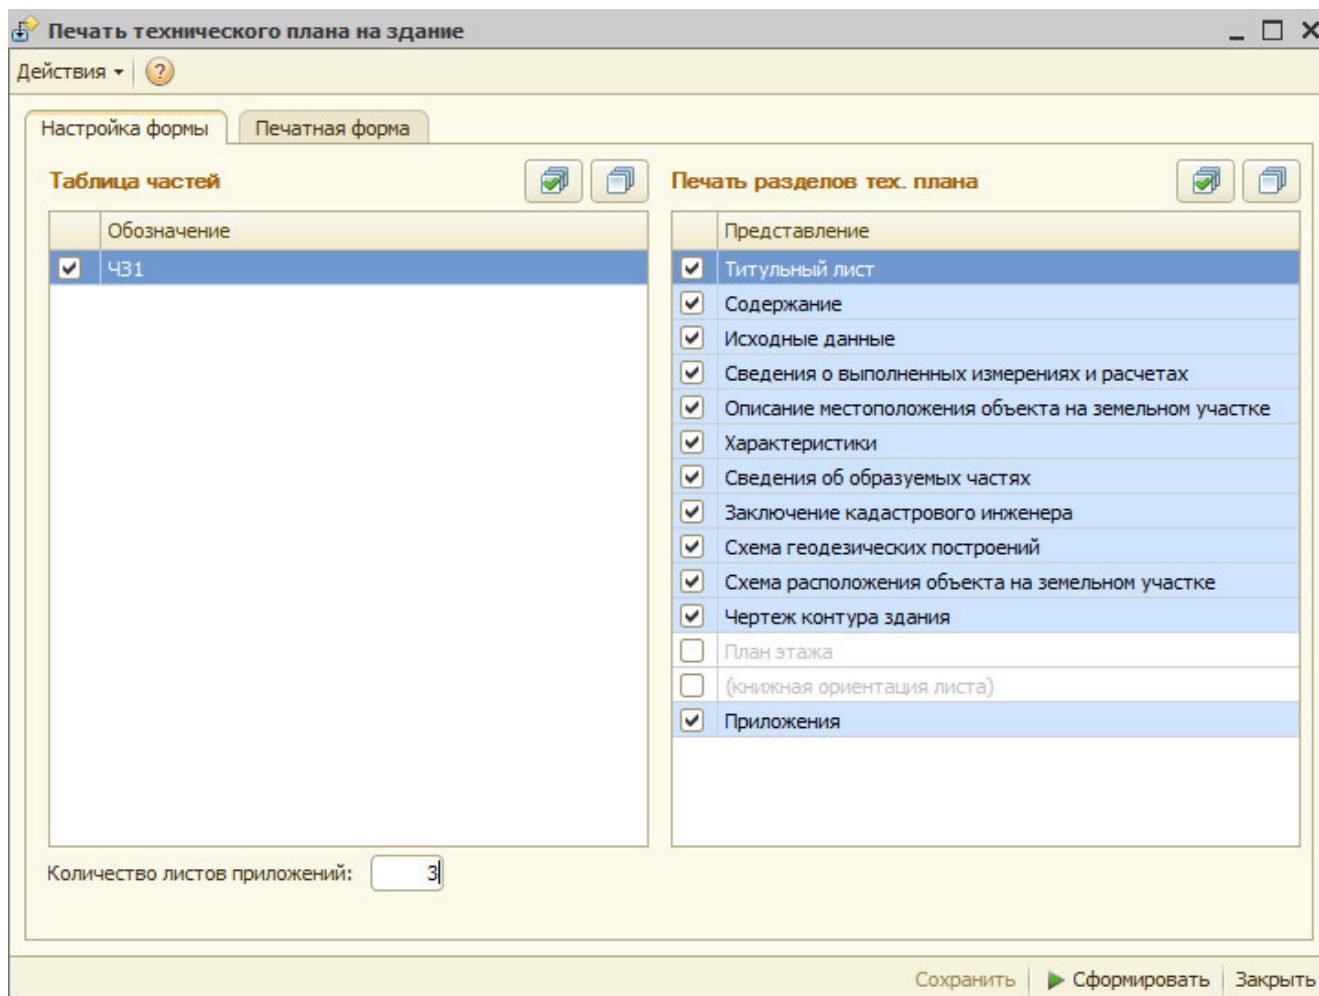 Печать технического плана на здание
Действия
?
Настройка формы
Печатная форма
Таблица частей
Печать разделов тех. плана
Обозначение
Представление
ЧЗ1
Титульный лист
Содержание
Исходные данные
Сведения о выполненных измерениях и расчетах
Описание местоположения объекта на земельном участке
Характеристики
Сведения об образуемых частях
Заключение кадастрового инженера
Схема геодезических построений
Схема расположения объекта на земельном участке
Чертеж контура здания
План этажа
(книжная ориентация листа)
Приложения
Количество листов приложений: 3
Сохранить
Сформировать
Закрыть